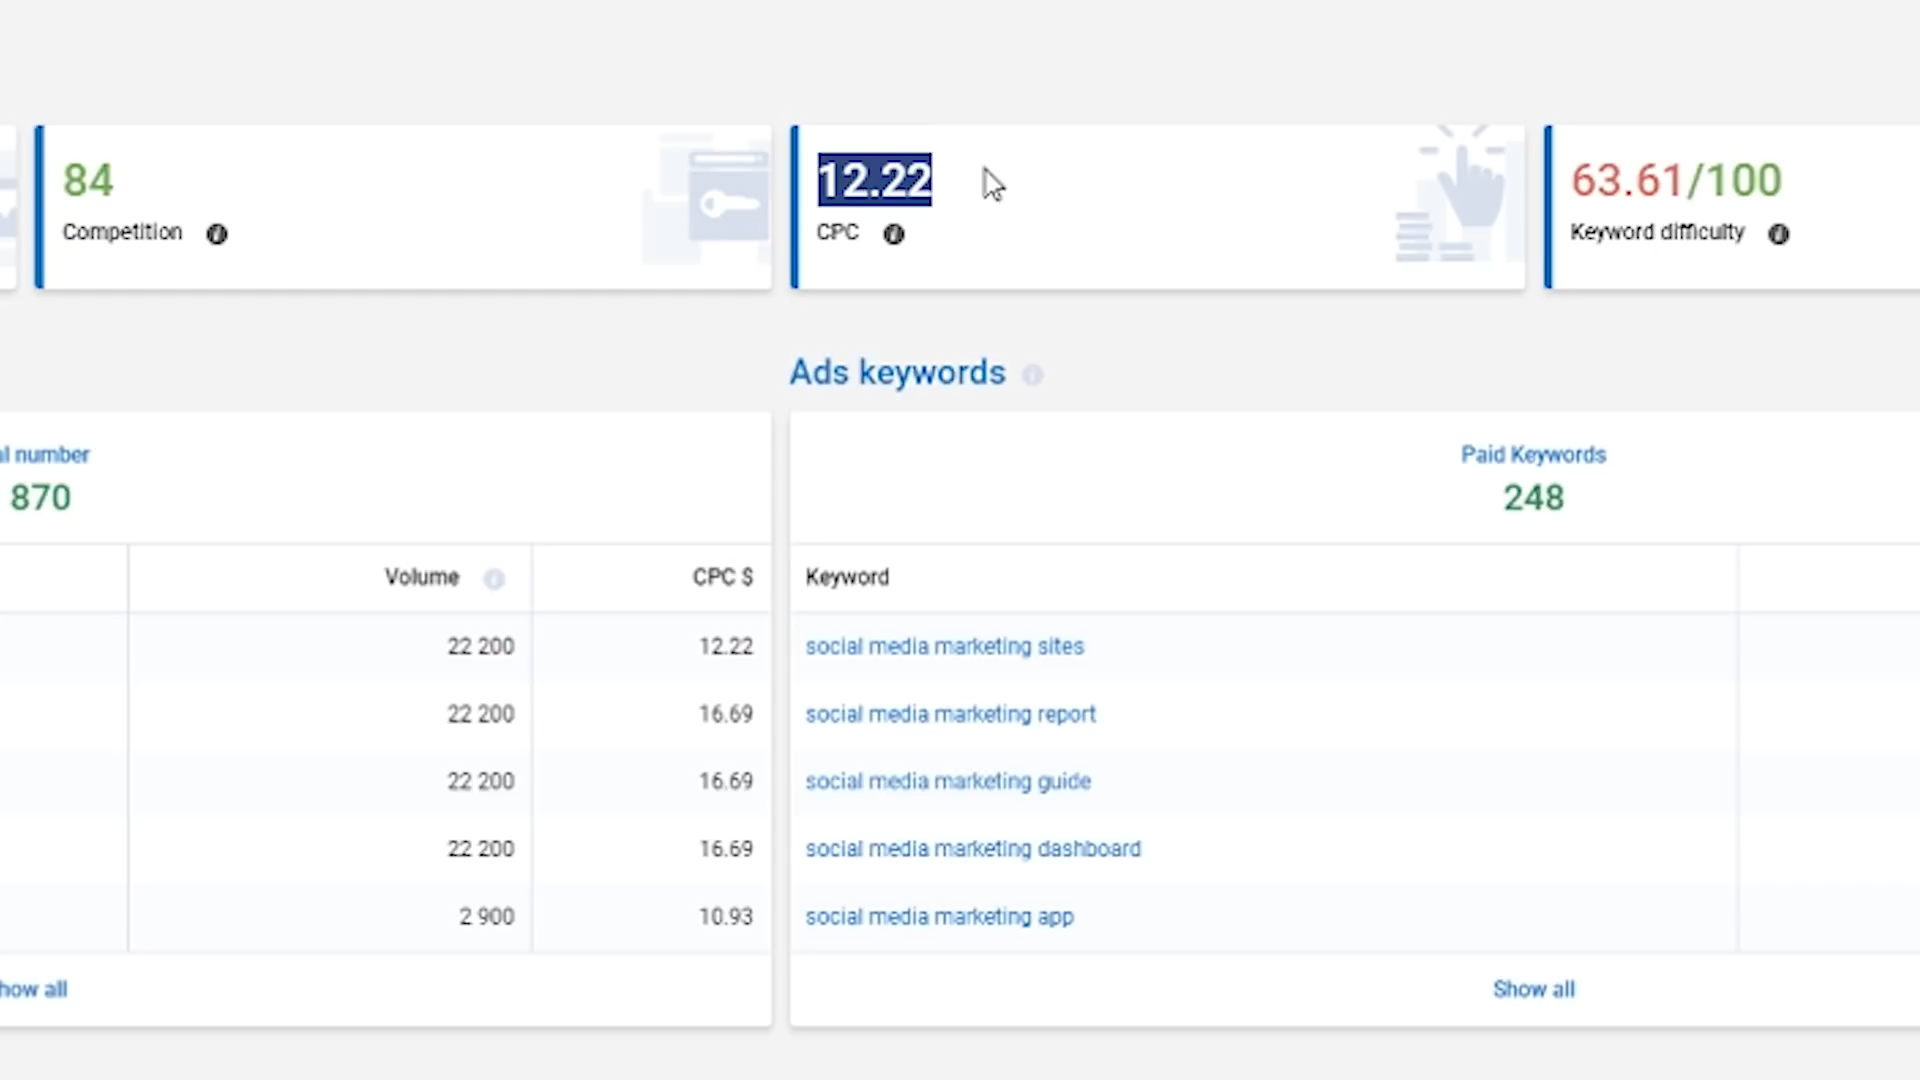 84
Competition
12.22
CPC
63.61/100
Keyword difficulty
Ads keywords
number
870
Paid Keywords
248
Volume
CPC $
Keyword
22 200
12.22
social media marketing sites
22 200
16.69
social media marketing report
22 200
16.69
social media marketing guide
22 200
16.69
social media marketing dashboard
2 900
10.93
social media marketing app
how all
Show all